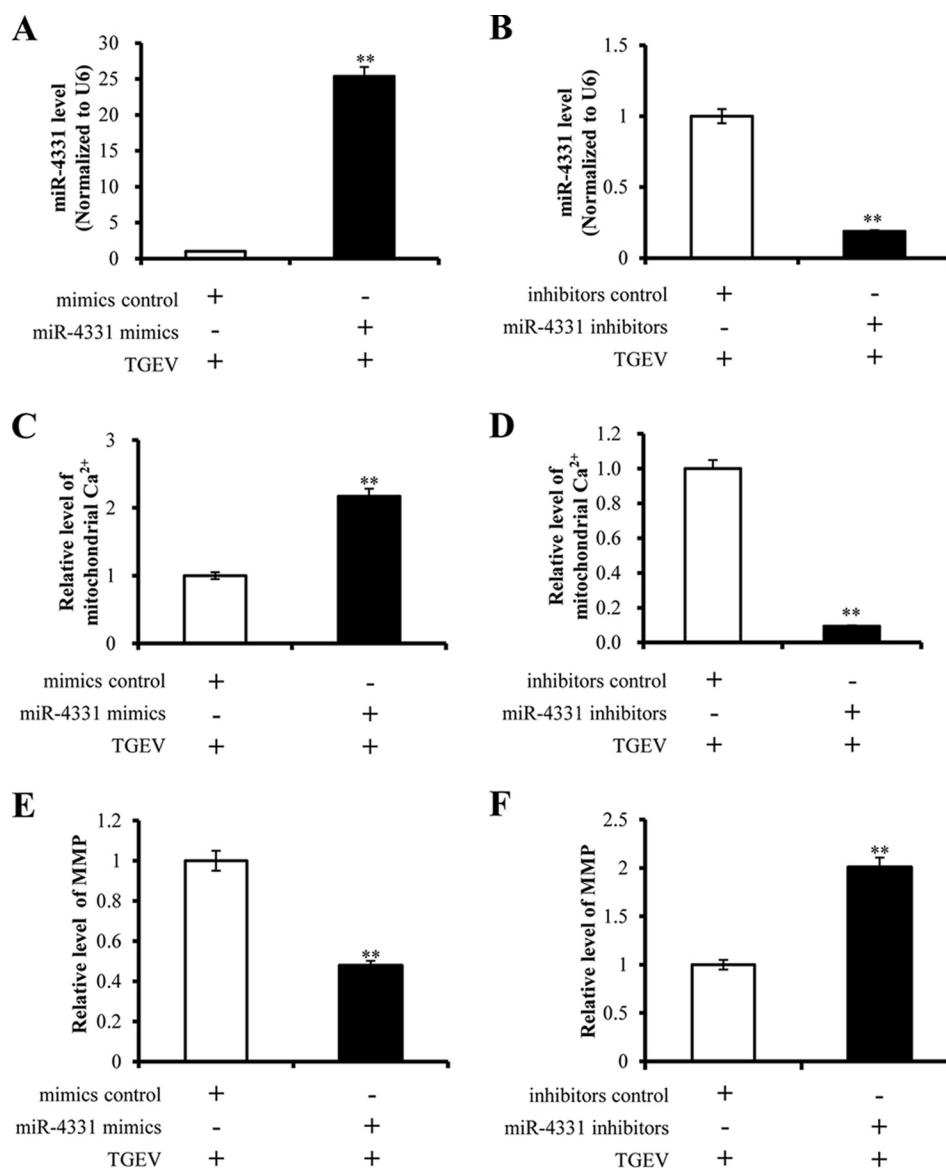 A
miR-4331 level
(Normalized to U6)
30
25
20
15
10
5
0
**
mimics control + -
miR-4331 mimics - +
TGEV + +
B
miR-4331 level
(Normalized to U6)
1.5
1
0.5
0
**
inhibitors control + -
miR-4331 inhibitors - +
TGEV + +
C
Relative level of
mitochondrial Ca²⁺
3
2
1
0
**
mimics control + -
miR-4331 mimics - +
TGEV + +
D
Relative level of
mitochondrial Ca²⁺
1.2
1.0
0.8
0.6
0.4
0.2
0.0
**
inhibitors control + -
miR-4331 inhibitors - +
TGEV + +
E
Relative level of MMP
1.2
1
0.8
0.6
0.4
0.2
0
**
mimics control + -
miR-4331 mimics - +
TGEV + +
F
Relative level of MMP
2.5
2
1.5
1
0.5
0
**
inhibitors control + -
miR-4331 inhibitors - +
TGEV + +